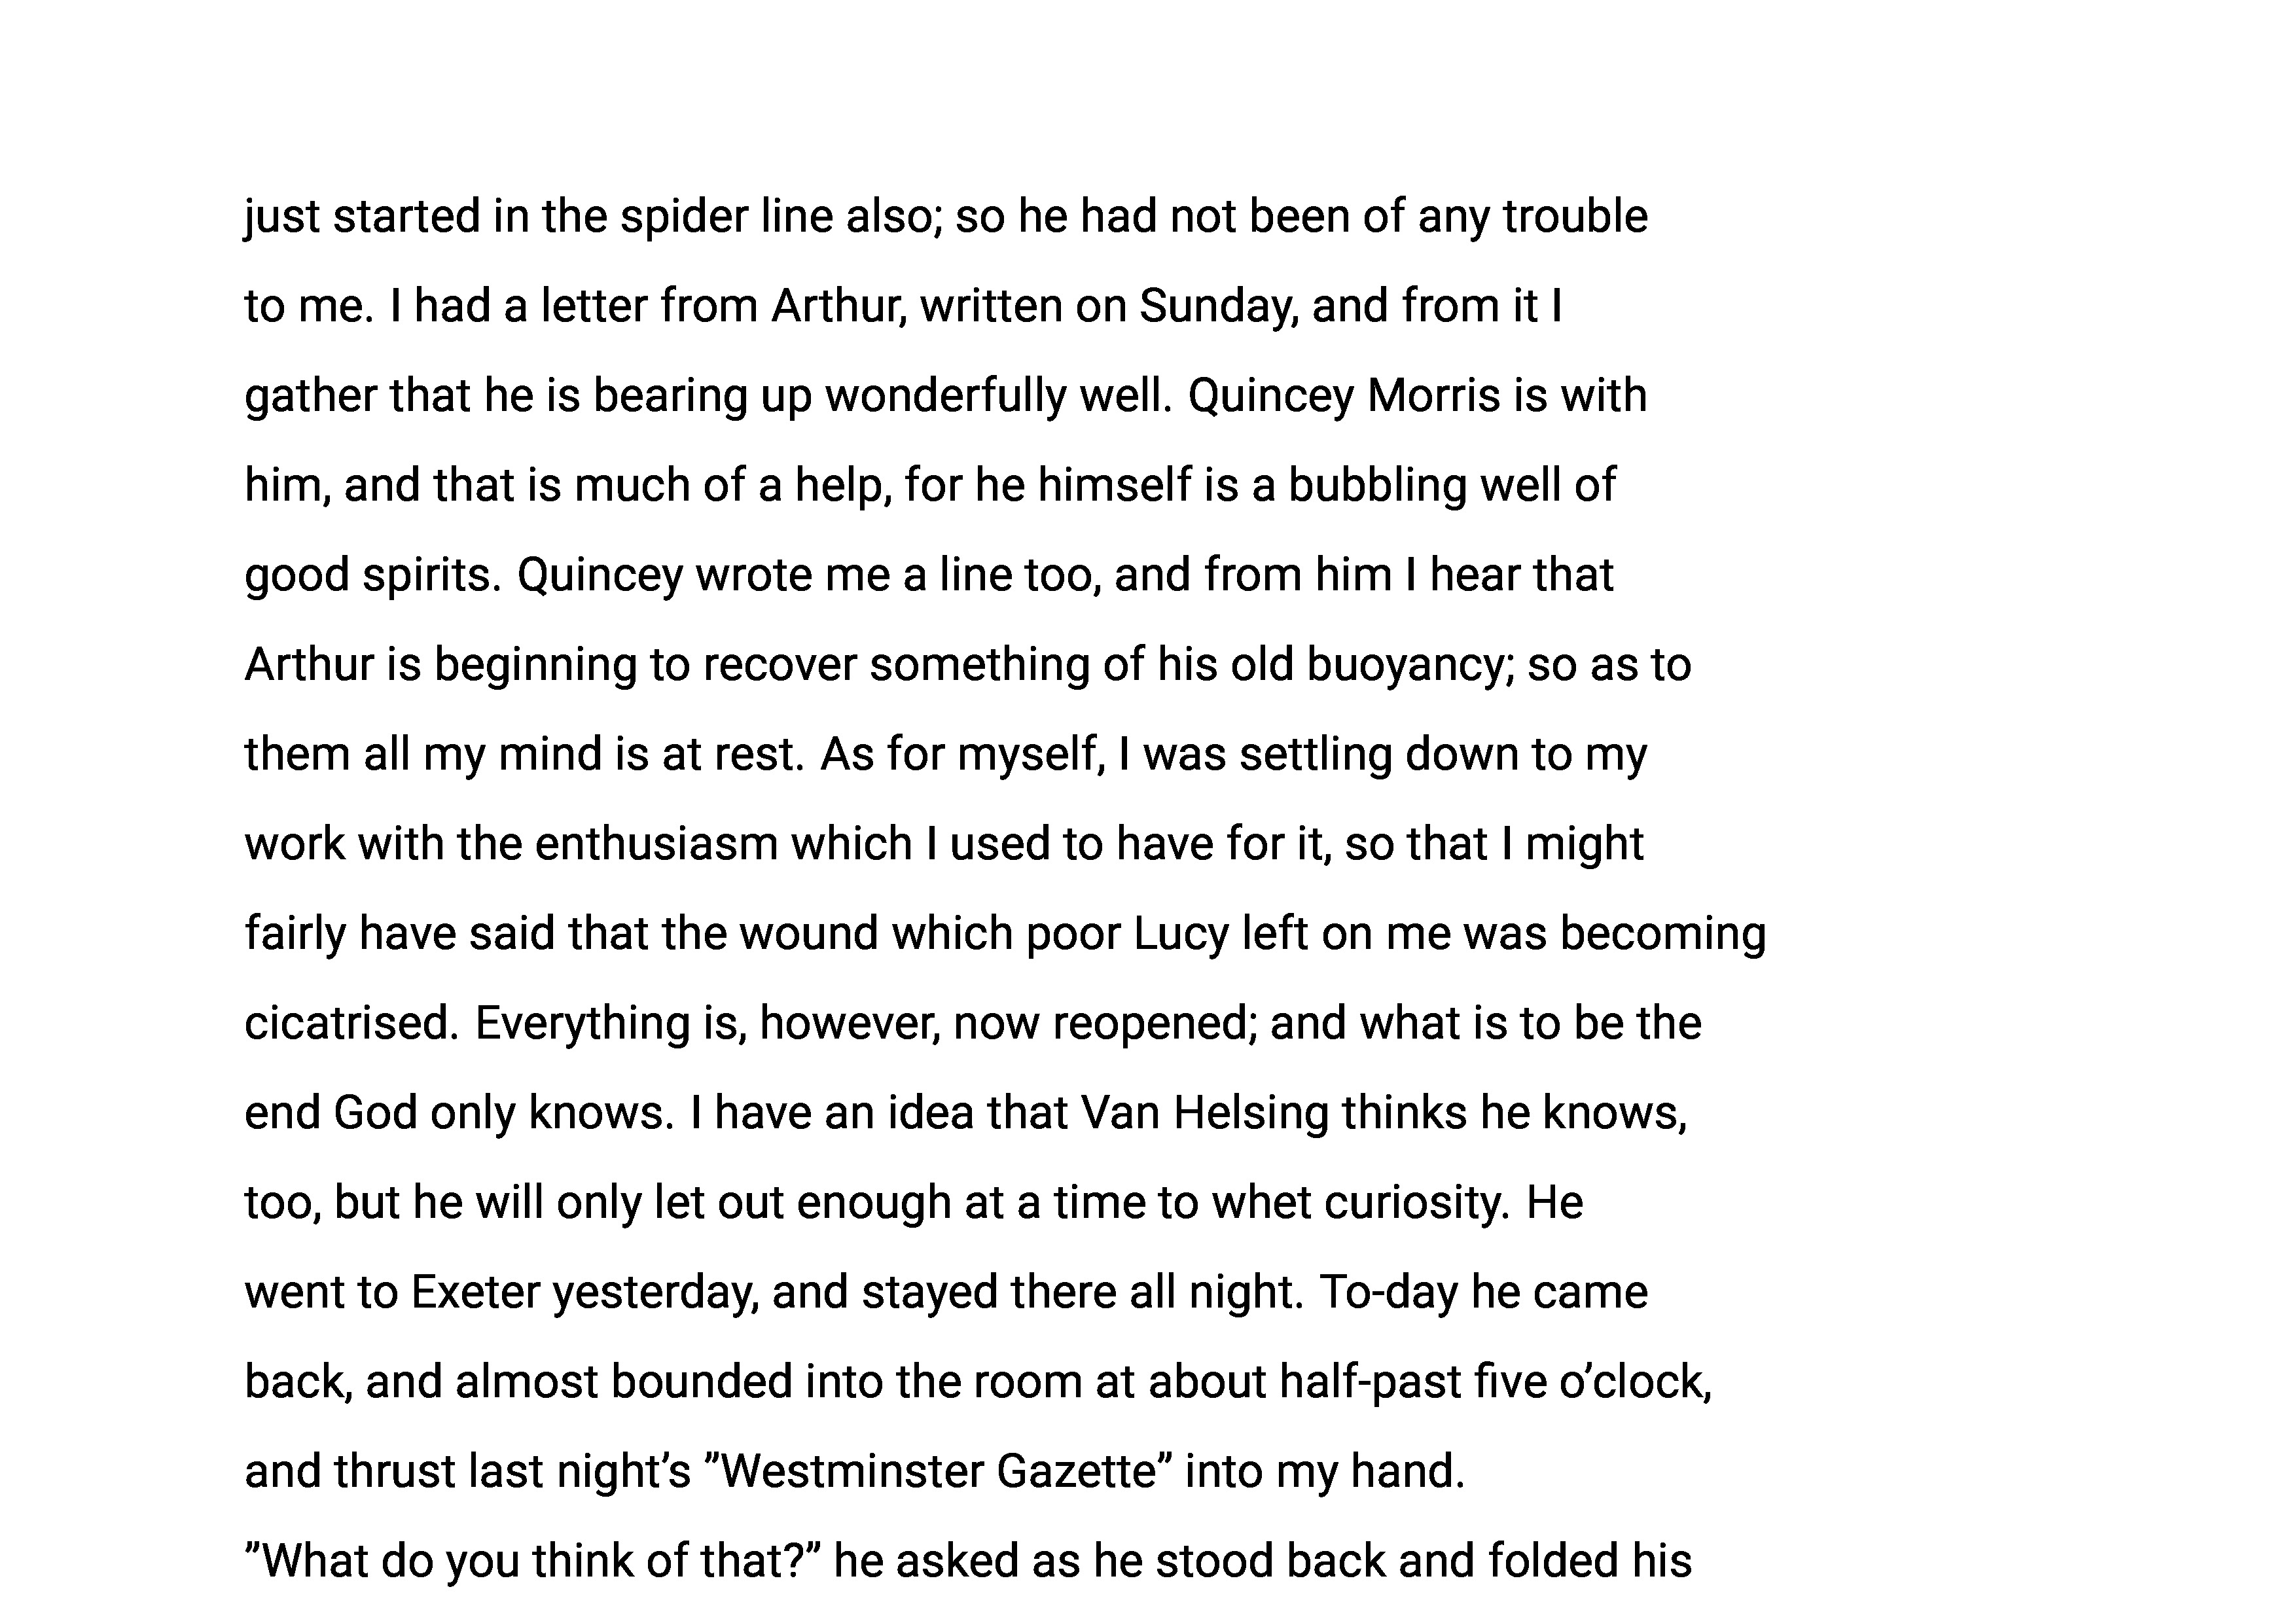 just started in the spider line also; so he had not been of any trouble
to me. I had a letter from Arthur, written on Sunday, and from it I
gather that he is bearing up wonderfully well. Quincey Morris is with
him, and that is much of a help, for he himself is a bubbling well of
good spirits. Quincey wrote me a line too, and from him I hear that
Arthur is beginning to recover something of his old buoyancy; so as to
them all my mind is at rest. As for myself, I was settling down to my
work with the enthusiasm which I used to have for it, so that I might
fairly have said that the wound which poor Lucy left on me was becoming
cicatrised. Everything is, however, now reopened; and what is to be the
end God only knows. I have an idea that Van Helsing thinks he knows,
too, but he will only let out enough at a time to whet curiosity. He
went to Exeter yesterday, and stayed there all night. To-day he came
back, and almost bounded into the room at about half-past five o’clock,
and thrust last night’s ”Westminster Gazette” into my hand.
”What do you think of that?” he asked as he stood back and folded his